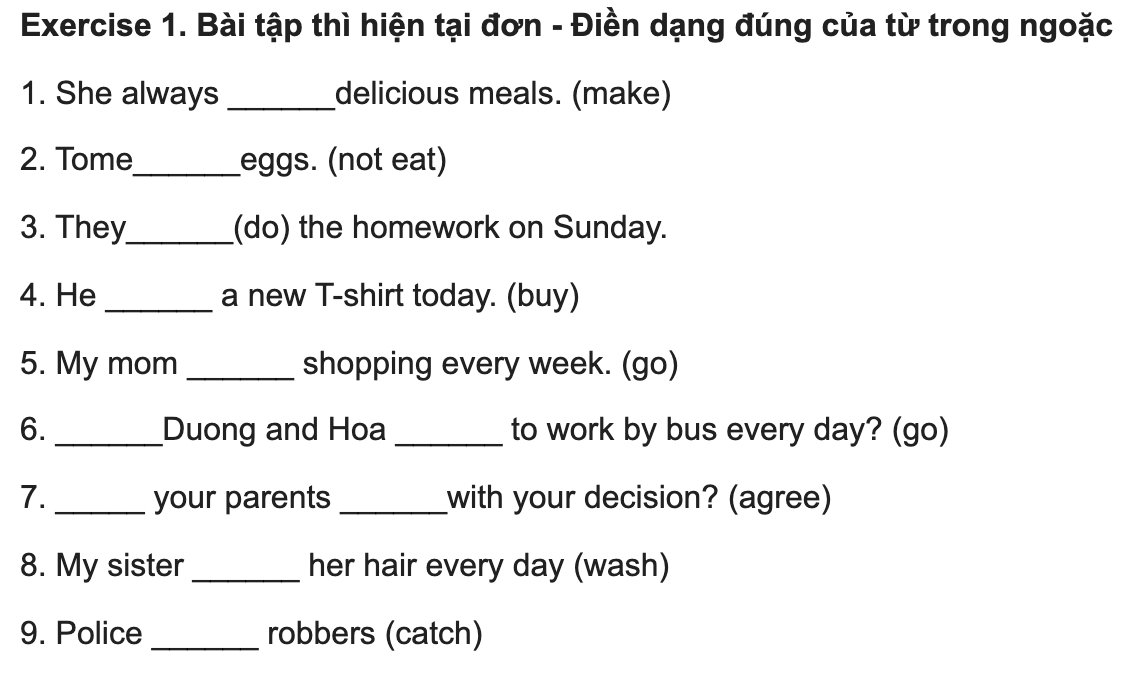 Exercise 1. Bài tập thì hiện tại đơn - Điền dạng đúng của từ trong ngoặc
1. She always ______delicious meals. (make)
2. Tome______eggs. (not eat)
3. They______(do) the homework on Sunday.
4. He ______ a new T-shirt today. (buy)
5. My mom ______ shopping every week. (go)
6. ______Duong and Hoa ______ to work by bus every day? (go)
7. _____ your parents ______with your decision? (agree)
8. My sister ______ her hair every day (wash)
9. Police ______ robbers (catch)